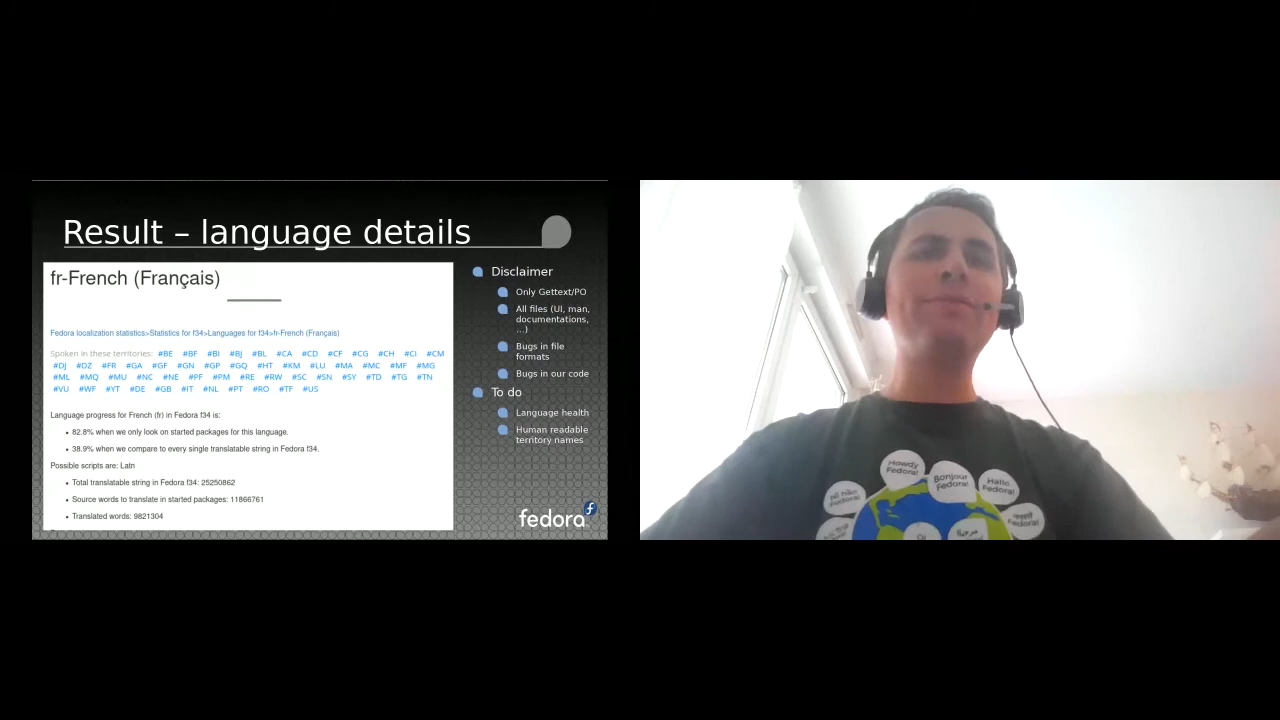 Result – language details
fr-French (Français)
Fedora localization statistics>Statistics for f34>Languages for f34>fr-French (Français)
Spoken in these territories: #BE #BF #BI #BJ #BL #CA #CD #CF #CG #CH #CI #CM
#DJ #DZ #FR #GA #GF #GN #GP #GQ #HT #KM #LU #MA #MC #MF #MG
#ML #MQ #MU #NC #NE #PF #PM #RE #RW #SC #SN #SY #TD #TG #TN
#VU #WF #YT #DE #GB #IT #NL #PT #RO #TF #US
Language progress for French (fr) in Fedora f34 is:
82.8% when we only look on started packages for this language.
38.9% when we compare to every single translatable string in Fedora f34.
Possible scripts are: Latn
Total translatable string in Fedora f34: 25250862
Source words to translate in started packages: 11866761
Translated words: 9821304
Disclaimer
Only Gettext/PO
All files (UI, man,
documentations,
...)
Bugs in file
formats
Bugs in our code
To do
Language health
Human readable
territory names
fedora
Howdy
Fedora!
Bonjour
Fedora!
Hallo
Fedora!
Fedora!